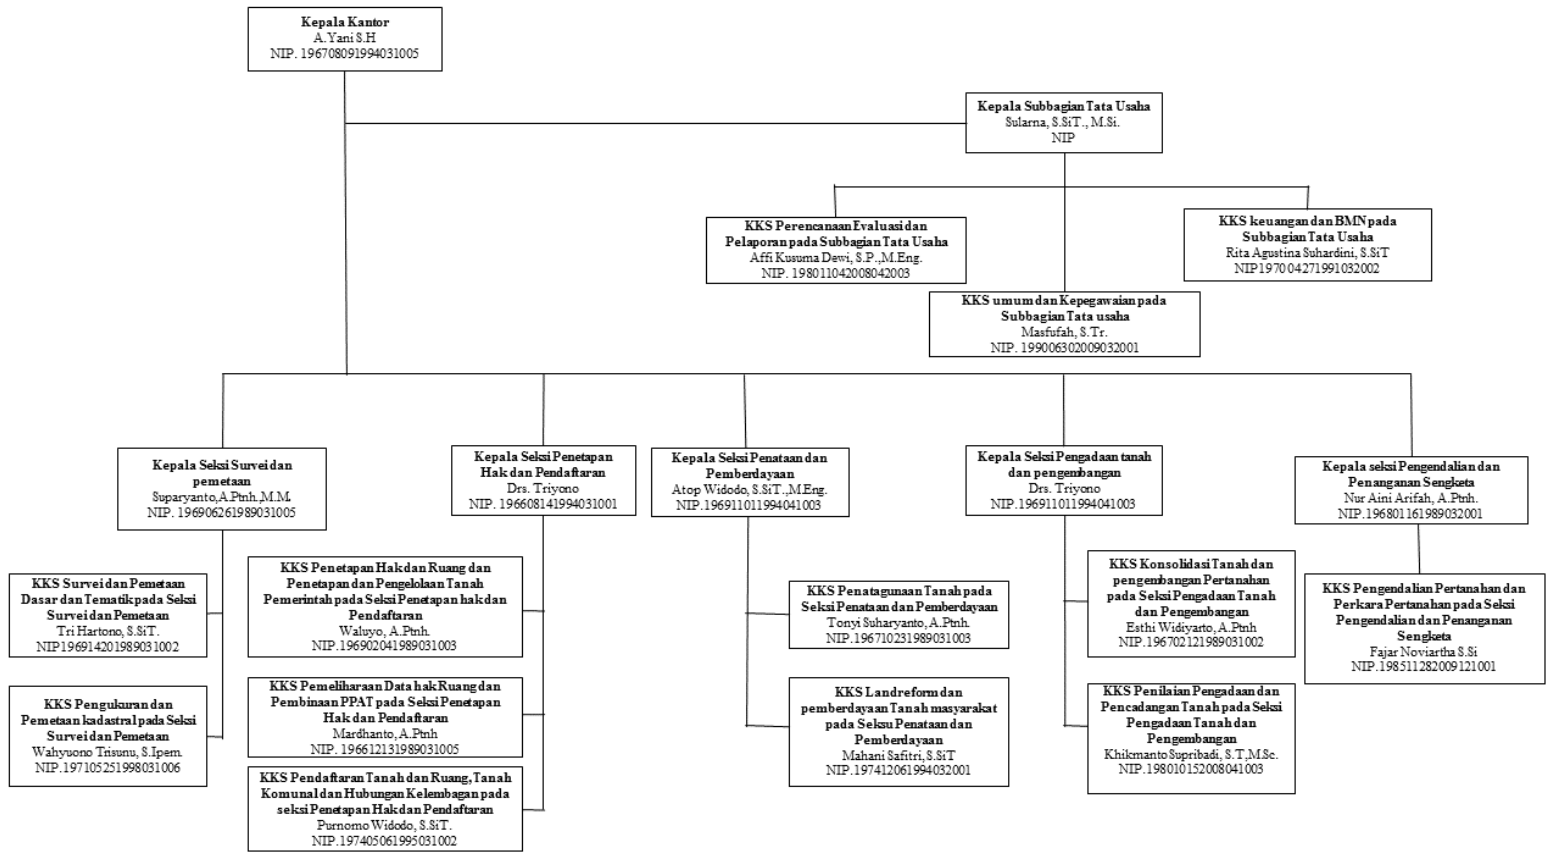 Kepala Kantor
A.Yani S.H
NIP. 196708091994031005
Kepala Subbagian Tata Usaha
Sularna, S.SiT., M.Si.
NIP
KKS Perencanaan Evaluasi dan
Pelaporan pada Subbagian Tata Usaha
Affi Kusuma Dewi, S.P.,M.Eng.
NIP. 198011042008042003
KKS keuangan dan BMN pada
Subbagian Tata Usaha
Rita Agustina Suhardini, S.SiT
NIP197004271991032002
KKS umum dan Kepegawaian pada
Subbagian Tata usaha
Masfufah, S.Tr.
NIP. 199006302009032001
Kepala Seksi Survei dan
pemetaan
Suparyanto,A.Ptnh.,M.M.
NIP. 196906261989031005
Kepala Seksi Penetapan
Hak dan Pendaftaran
Drs. Triyono
NIP. 196608141994031001
Kepala Seksi Penataan dan
Pemberdayaan
Atop Widodo, S.SiT.,M.Eng.
NIP.196911011994041003
Kepala Seksi Pengadaan tanah
dan pengembangan
Drs. Triyono
NIP.196911011994041003
Kepala seksi Pengendalian dan
Penanganan Sengketa
Nur Aini Arifah, A.Ptnh.
NIP.196801161989032001
KKS Survei dan Pemetaan
Dasar dan Tematik pada Seksi
Survei dan Pemetaan
Tri Hartono, S.SiT.
NIP196914201989031002
KKS Pengukuran dan
Pemetaan kadastral pada Seksi
Survei dan Pemetaan
Wahyuono Trisunu, S.Ipem.
NIP.197105251998031006
KKS Penetapan Hak dan Ruang dan
Penetapan dan Pengelolaan Tanah
Pemerintah pada Seksi Penetapan hak dan
Pendaftaran
Waluyo, A.Ptnh.
NIP.196902041989031003
KKS Pemeliharaan Data hak Ruang dan
Pembinaan PPAT pada Seksi Penetapan
Hak dan Pendaftaran
Mardhanto, A.Ptnh
NIP. 196612131989031005
KKS Pendaftaran Tanah dan Ruang, Tanah
Komunal dan Hubungan Kelembagan pada
seksi Penetapan Hak dan Pendaftaran
Purnomo Widodo, S.SiT.
NIP.197405061995031002
KKS Penatagunaan Tanah pada
Seksi Penataan dan Pemberdayaan
Tonyi Suharyanto, A.Ptnh.
NIP.196710231989031003
KKS Landreform dan
pemberdayaan Tanah masyarakat
pada Seksu Penataan dan
Pemberdayaan
Mahani Safitri, S.SiT
NIP.197412061994032001
KKS Konsolidasi Tanah dan
pengembangan Pertanahan
pada Seksi Pengadaan Tanah
dan Pengembangan
Esthi Widiyarto, A.Ptnh
NIP.196702121989031002
KKS Penilaian Pengadaan dan
Pencadangan Tanah pada Seksi
Pengadaan Tanah dan
Pengembangan
Khikmanto Supribadi, S.T,M.Sc.
NIP.198010152008041003
KKS Pengendalian Pertanahan dan
Perkara Pertanahan pada Seksi
Pengendalian dan Penanganan
Sengketa
Fajar Noviartha S.Si
NIP.198511282009121001